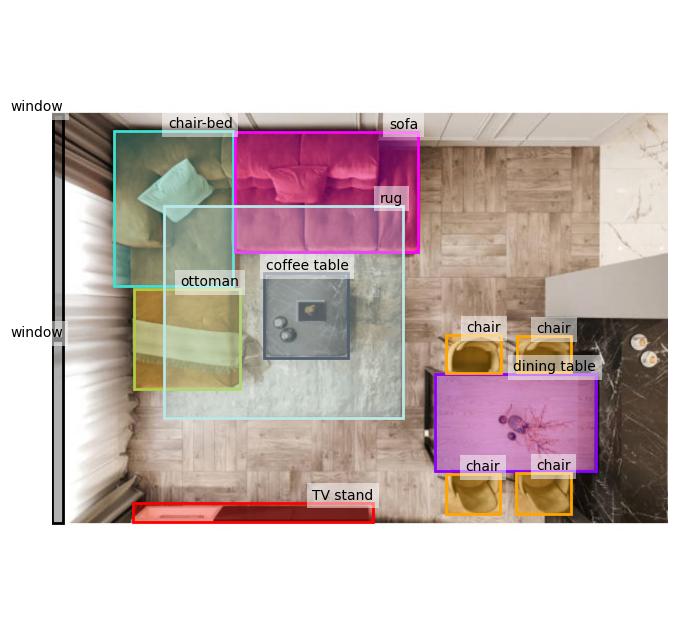 window
chair-bed
sofa
rug
coffee table
ottoman
window
chair
chair
dining table
chair
chair
TV stand